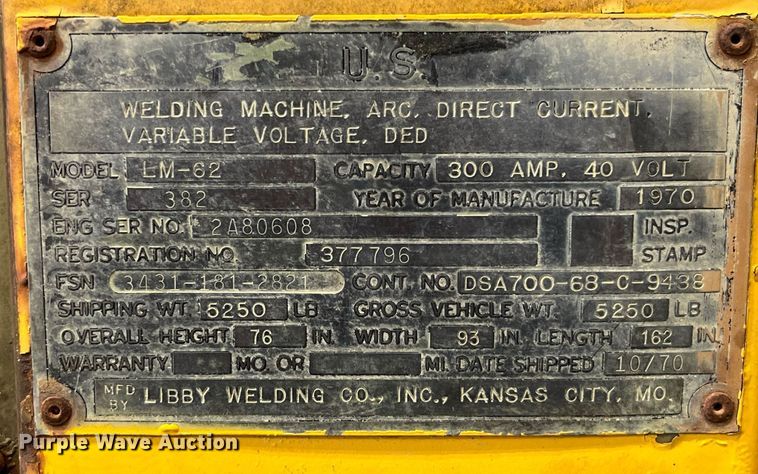 U.S.
WELDING MACHINE, ARC, DIRECT CURRENT,
VARIABLE VOLTAGE, DED
MODEL LM-62 CAPACITY 300 AMP, 40 VOLT
SER 382 YEAR OF MANUFACTURE 1970
ENG SER NO. 2A80608 INSP.
REGISTRATION NO. 377796 STAMP
FSN 3431-181-2821 CONT. NO. DSA700-68-C-9438
SHIPPING WT. 5250 LB GROSS VEHICLE WT. 5250 LB
OVERALL HEIGHT 76 IN. WIDTH 93 IN. LENGTH 162 IN.
WARRANTY MO. OR MI. DATE SHIPPED 10/70
MFD BY LIBBY WELDING CO., INC., KANSAS CITY, MO.
Purple Wave Auction